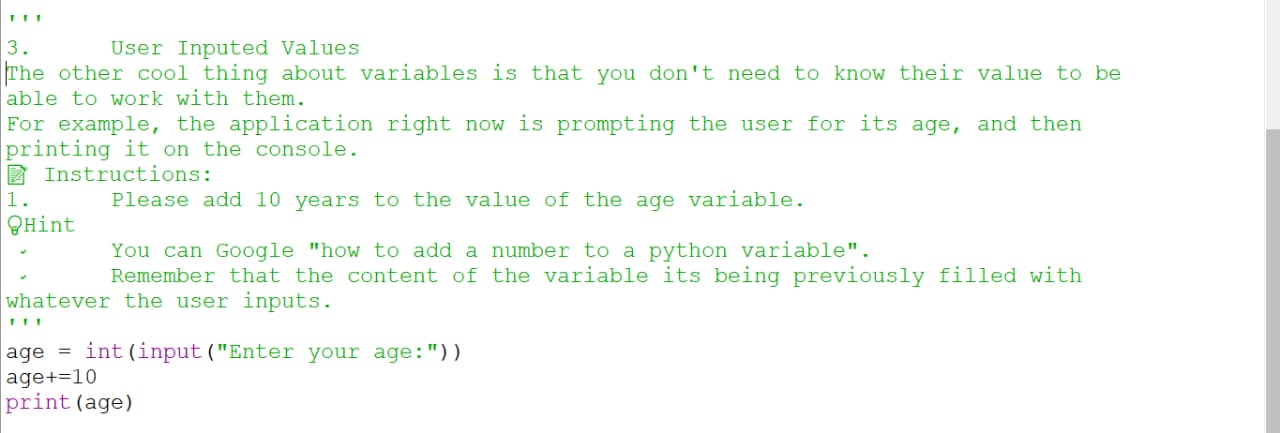 '''
3.	User Inputed Values
The other cool thing about variables is that you don't need to know their value to be
able to work with them.
For example, the application right now is prompting the user for its age, and then
printing it on the console.
📝 Instructions:
1.	Please add 10 years to the value of the age variable.
💡Hint
✓	You can Google "how to add a number to a python variable".
✓	Remember that the content of the variable its being previously filled with
whatever the user inputs.
'''
age = int(input("Enter your age:"))
age+=10
print(age)